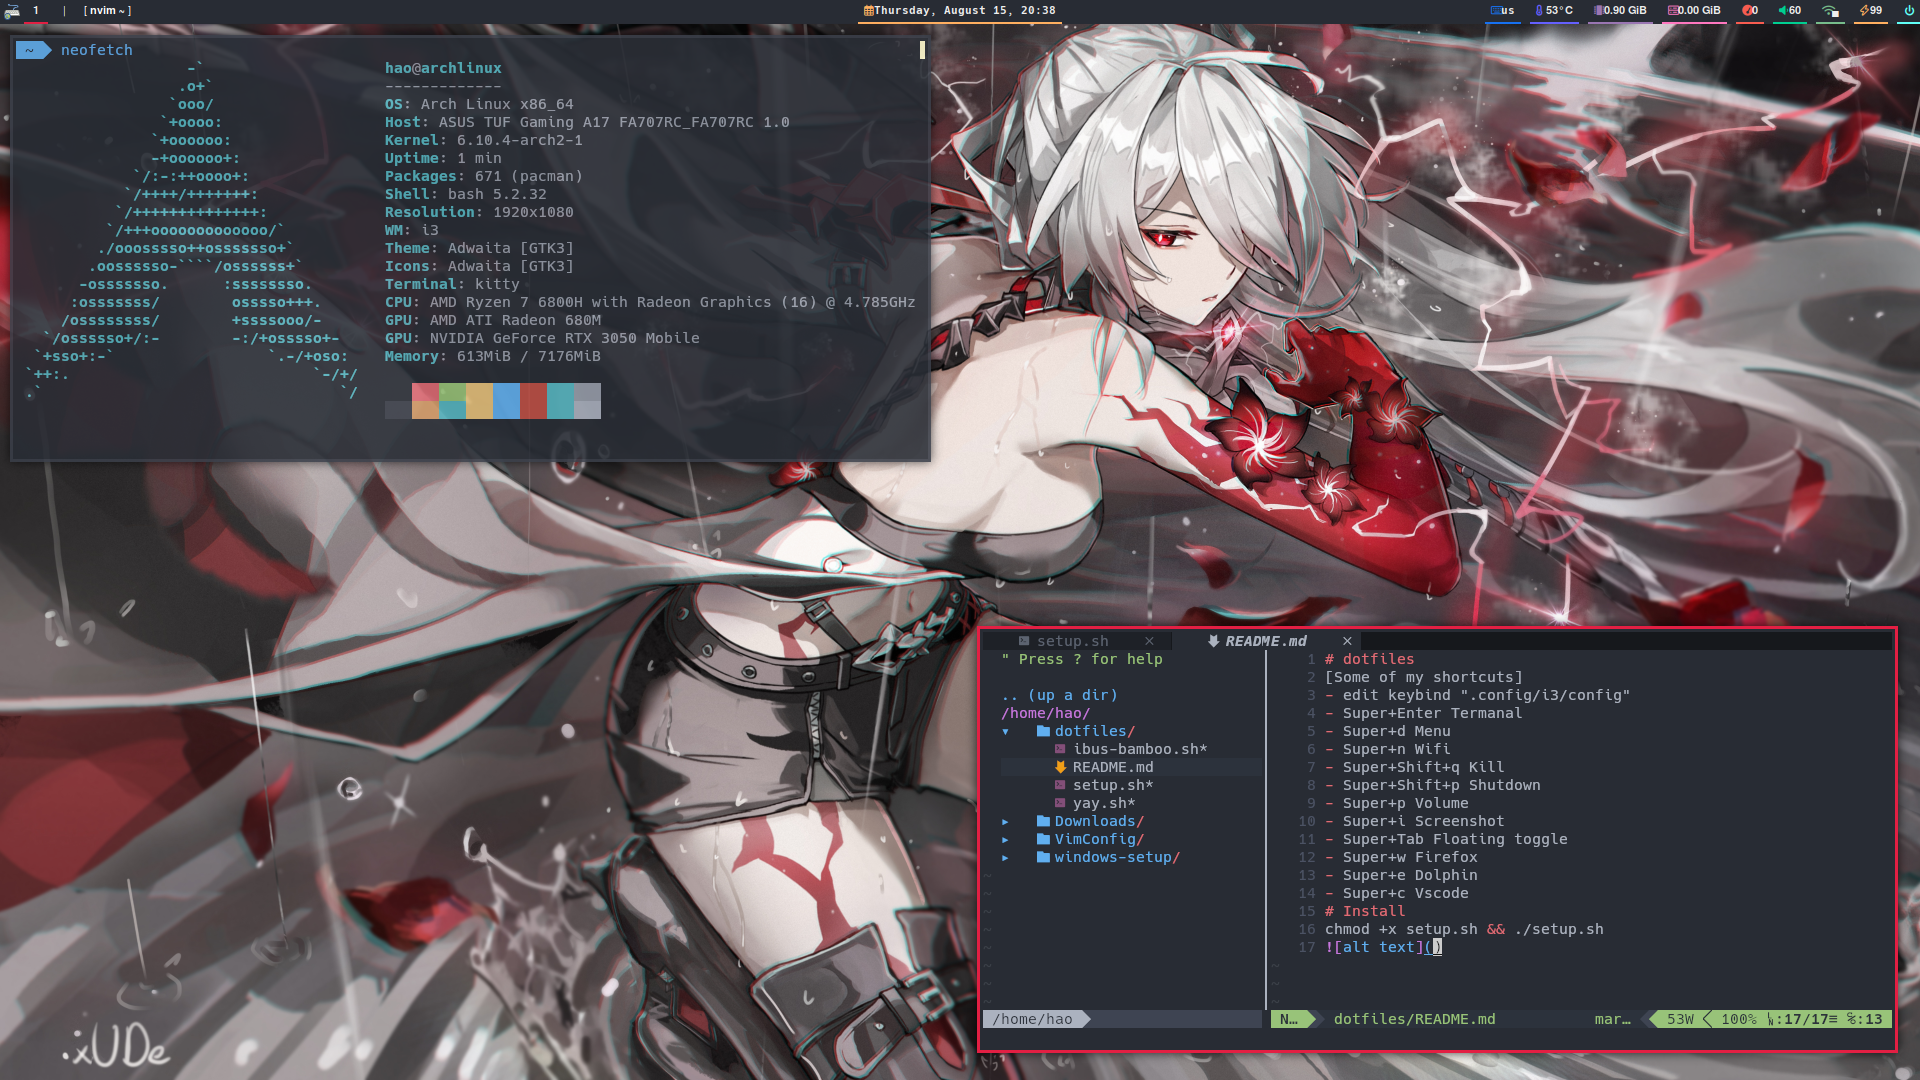 1 | [ nvim ~ ]
Thursday, August 15, 20:38
us 53°C 0.90 GiB 0.00 GiB 0 60 99
~ neofetch
hao@archlinux
-------------
OS: Arch Linux x86_64
Host: ASUS TUF Gaming A17 FA707RC_FA707RC 1.0
Kernel: 6.10.4-arch2-1
Uptime: 1 min
Packages: 671 (pacman)
Shell: bash 5.2.32
Resolution: 1920x1080
WM: i3
Theme: Adwaita [GTK3]
Icons: Adwaita [GTK3]
Terminal: kitty
CPU: AMD Ryzen 7 6800H with Radeon Graphics (16) @ 4.785GHz
GPU: AMD ATI Radeon 680M
GPU: NVIDIA GeForce RTX 3050 Mobile
Memory: 613MiB / 7176MiB
setup.sh × README.md ×
" Press ? for help
.. (up a dir)
/home/hao/
▾ dotfiles/
ibus-bamboo.sh*
README.md
setup.sh*
yay.sh*
▸ Downloads/
▸ VimConfig/
▸ windows-setup/
/home/hao
1 # dotfiles
2 [Some of my shortcuts]
3 - edit keybind ".config/i3/config"
4 - Super+Enter Termanal
5 - Super+d Menu
6 - Super+n Wifi
7 - Super+Shift+q Kill
8 - Super+Shift+p Shutdown
9 - Super+p Volume
10 - Super+i Screenshot
11 - Super+Tab Floating toggle
12 - Super+w Firefox
13 - Super+e Dolphin
14 - Super+c Vscode
15 # Install
16 chmod +x setup.sh && ./setup.sh
17 ![alt text]()
N… dotfiles/README.md mar… 53W 100% :17/17≡ :13
:xUDe